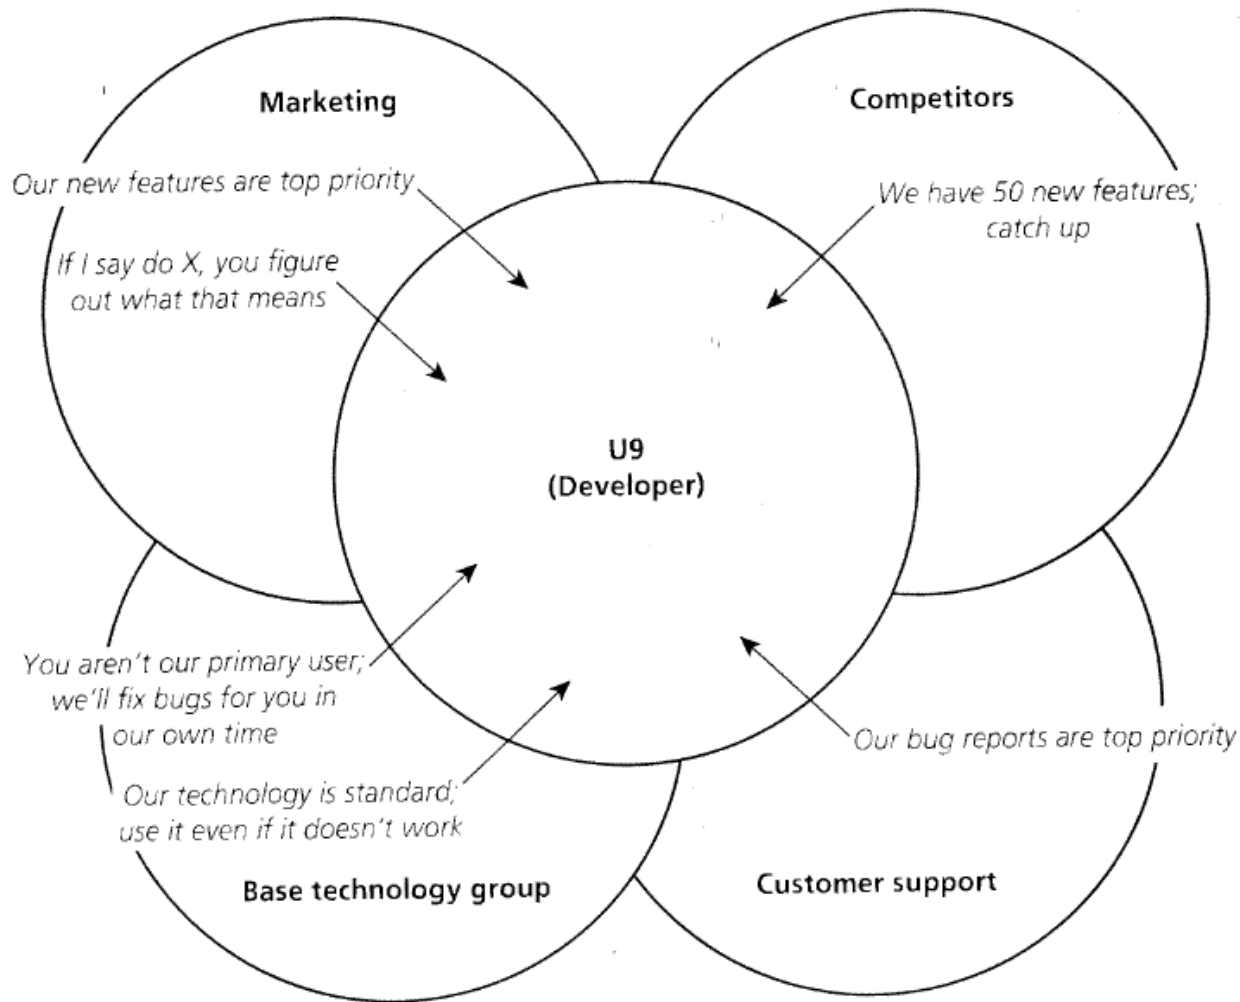 Marketing
Competitors
Our new features are top priority
We have 50 new features;
catch up
If I say do X, you figure
out what that means
U9
(Developer)
You aren't our primary user;
we'll fix bugs for you in
our own time
Our bug reports are top priority
Our technology is standard;
use it even if it doesn't work
Base technology group
Customer support